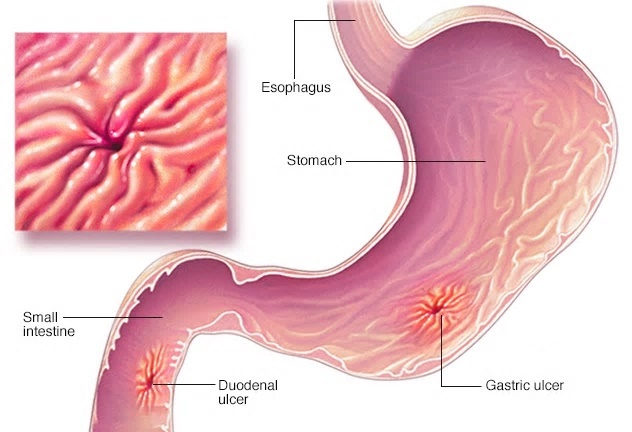 Esophagus
Stomach
Small
intestine
Duodenal
ulcer
Gastric ulcer